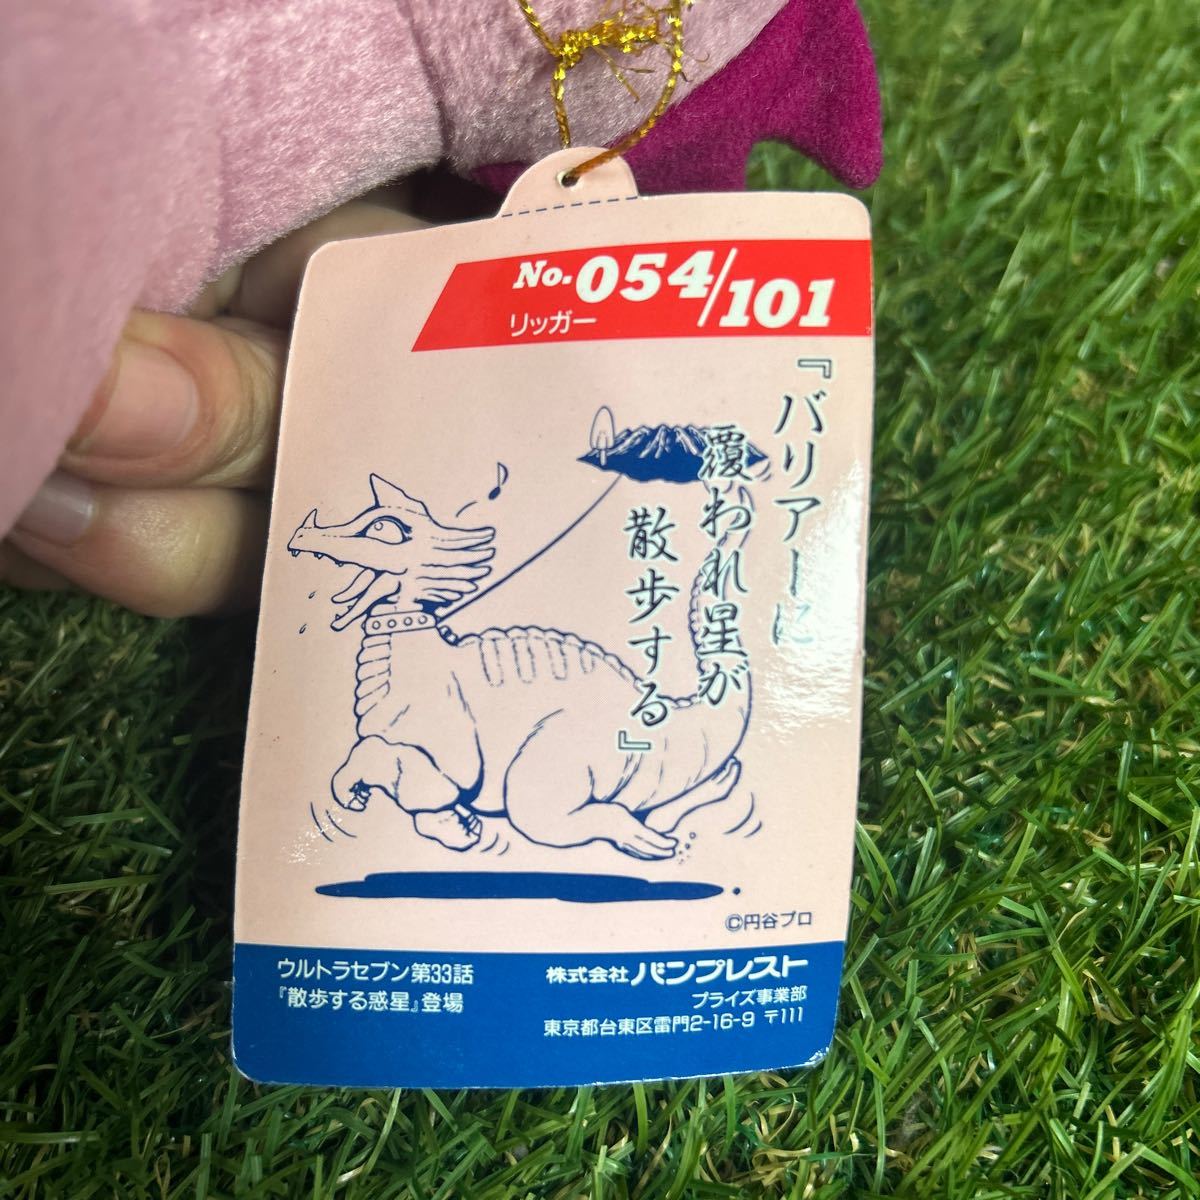 No.054/101
リッガー
『バリアーに
覆われ星が
散歩する』
©円谷プロ
ウルトラセブン第33話
『散歩する惑星』登場
株式会社 バンプレスト
プライズ事業部
東京都台東区雷門2-16-9 〒111